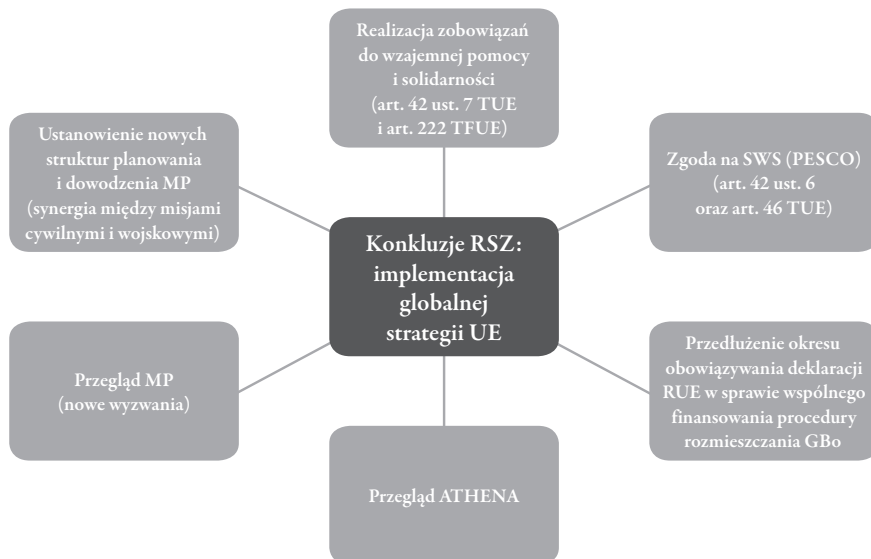 Realizacja zobowiązań
do wzajemnej pomocy
i solidarności
(art. 42 ust. 7 TUE
i art. 222 TFUE)
Ustanowienie nowych
struktur planowania
i dowodzenia MP
(synergia między misjami
cywilnymi i wojskowymi)
Zgoda na SWS (PESCO)
(art. 42 ust. 6
oraz art. 46 TUE)
Konkluzje RSZ:
implementacja
globalnej
strategii UE
Przegląd MP
(nowe wyzwania)
Przedłużenie okresu
obowiązywania deklaracji
RUE w sprawie wspólnego
finansowania procedury
rozmieszczania GBo
Przegląd ATHENA